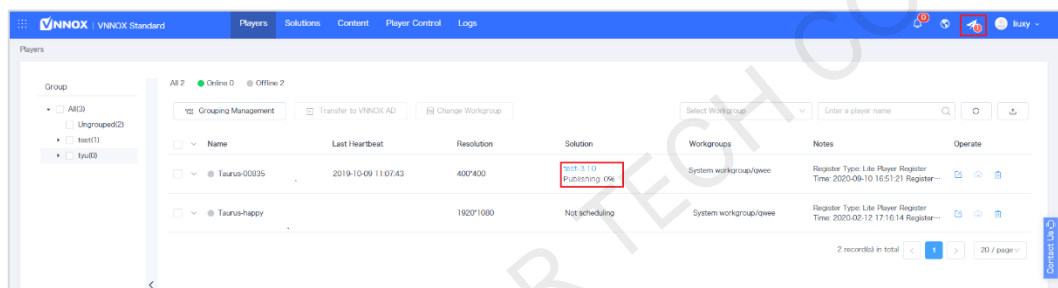 VNNOX | VNNOX Standard Players Solutions Content Player Control Logs liuxy
Players
Group
All 2 Online 0 Offline 2
All(3)
Ungrouped(2)
test(1)
tyu(0)
Grouping Management Transfer to VNNOX AD Change Workgroup Select Workgroup Enter a player name
Name Last Heartbeat Resolution Solution Workgroups Notes Operate
Taurus-00835 2019-10-09 11:07:43 400*400 test-3.1.0 System workgroup/qwee Register Type: Lite Player Register
Publishing: 0% Time: 2020-09-10 16:51:21 Register···
Taurus-happy 1920*1080 Not scheduling System workgroup/qwee Register Type: Lite Player Register
Time: 2020-02-12 17:16:14 Register···
2 record(s) in total < 1 > 20 / page
Contact Us
R TECH CO